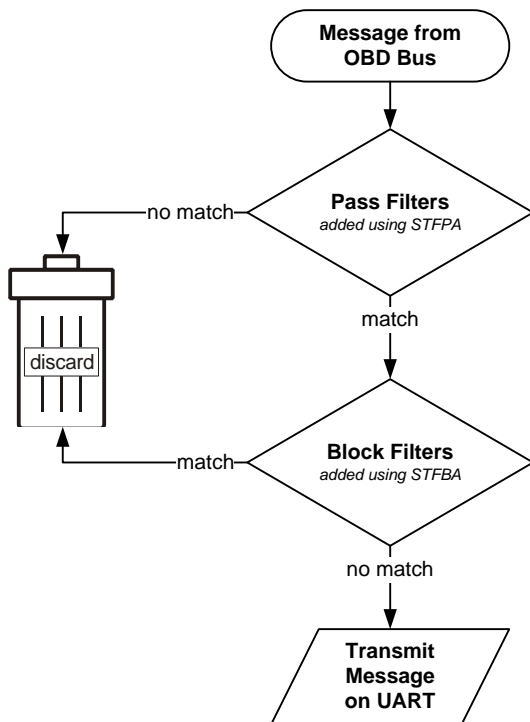 Message from
OBD Bus
Pass Filters
added using STFPA
no match
match
discard
Block Filters
added using STFBA
match
no match
Transmit
Message
on UART